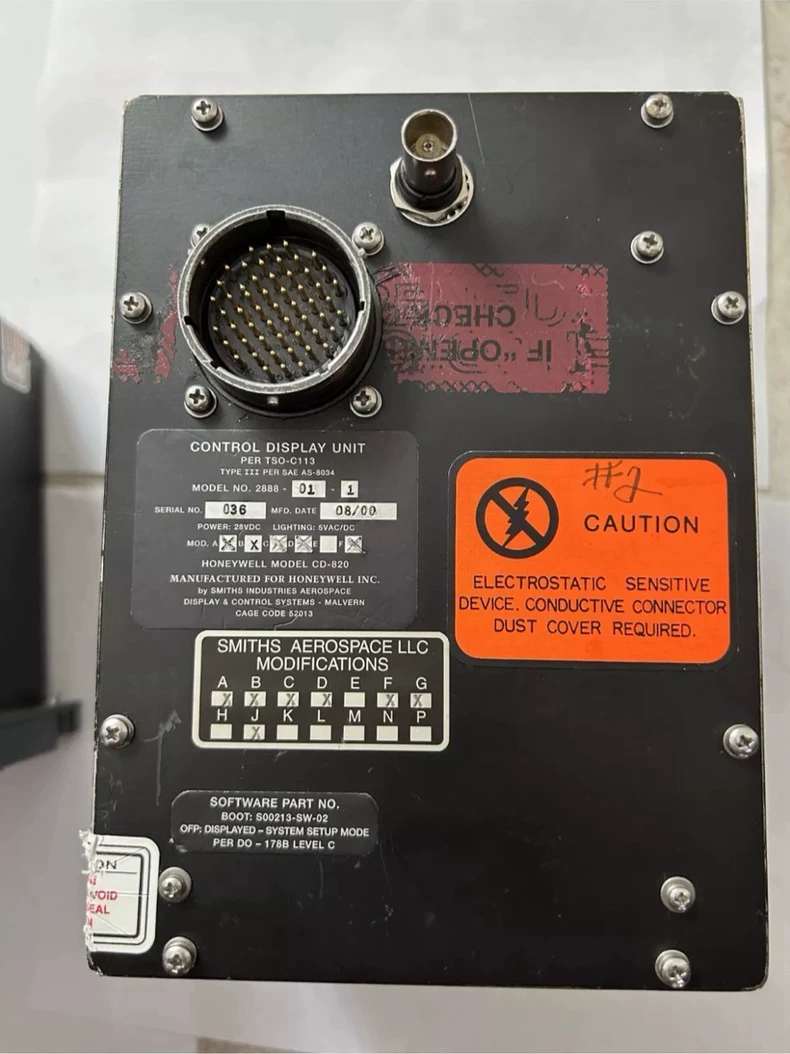 IF "OPEN
CHECK
CONTROL DISPLAY UNIT
PER TSO-C113
TYPE III PER SAE AS-8034
MODEL NO. 2888 - 01 - 1
SERIAL NO. 036 MFD. DATE 08/00
POWER: 28VDC LIGHTING: 5VAC/DC
MOD. A X B X C X D X E F X
HONEYWELL MODEL CD-820
MANUFACTURED FOR HONEYWELL INC.
by SMITHS INDUSTRIES AEROSPACE
DISPLAY & CONTROL SYSTEMS - MALVERN
CAGE CODE 52013
#2
CAUTION
ELECTROSTATIC SENSITIVE
DEVICE. CONDUCTIVE CONNECTOR
DUST COVER REQUIRED.
SMITHS AEROSPACE LLC
MODIFICATIONS
A B C D E F G
X X X X X X
H J K L M N P
X
SOFTWARE PART NO.
BOOT: S00213-SW-02
OFP: DISPLAYED - SYSTEM SETUP MODE
PER DO - 178B LEVEL C
VOID